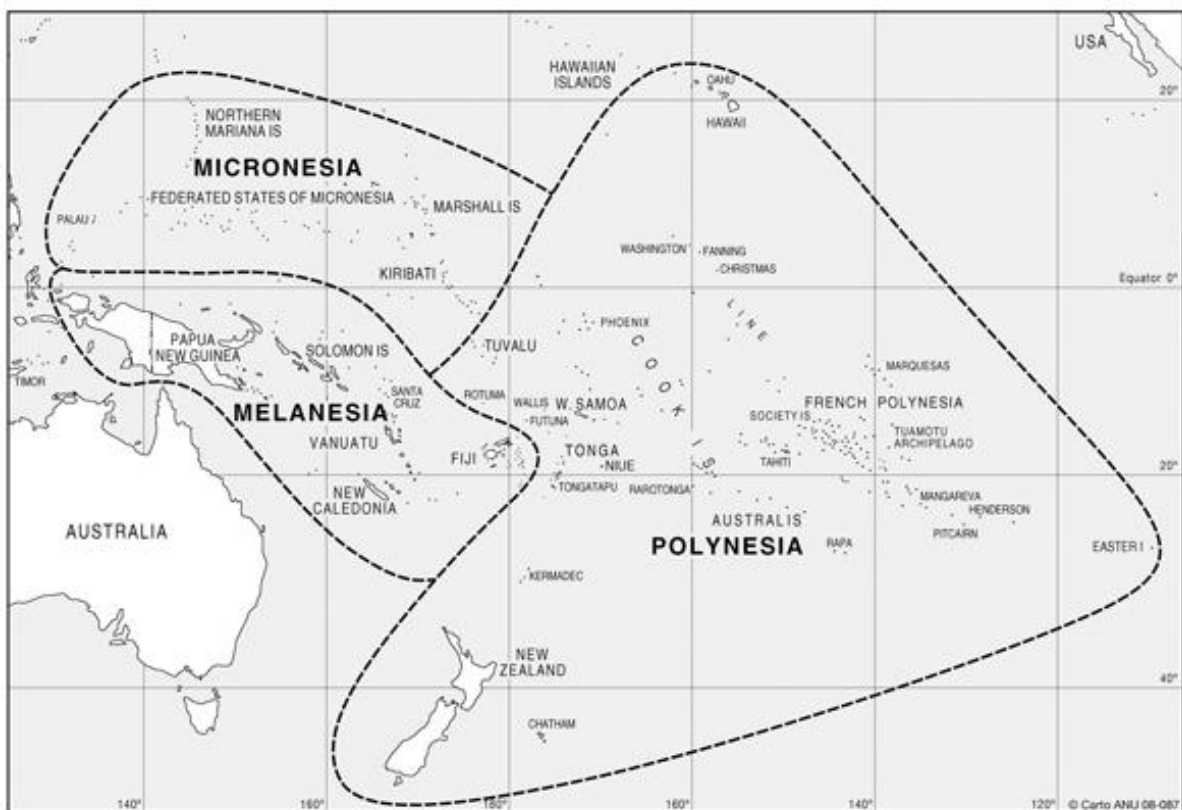 USA
HAWAIIAN
ISLANDS
OAHU
20°
HAWAII
NORTHERN
MARIANA IS
MICRONESIA
FEDERATED STATES OF MICRONESIA
MARSHALL IS
PALAU
WASHINGTON
FANNING
CHRISTMAS
KIRIBATI
Equator 0°
LINE
PHOENIX
COOK IS
PAPUA
NEW GUINEA
SOLOMON IS
TUVALU
MARQUESAS
TIMOR
SANTA
CRUZ
ROTUMA
WALLIS
W. SAMOA
FRENCH POLYNESIA
MELANESIA
FUTUNA
SOCIETY IS
TUAMOTU
ARCHIPELAGO
VANUATU
FIJI
TONGA
NIUE
TAHITI
20°
TONGATAPU
RAROTONGA
NEW
CALEDONIA
MANGAREVA
HENDERSON
AUSTRALIS
PITCAIRN
AUSTRALIA
POLYNESIA
RAPA
EASTER I
KERMADEC
NEW
ZEALAND
40°
CHATHAM
140°
160°
180°
160°
140°
120°
© Carto ANU 08-087